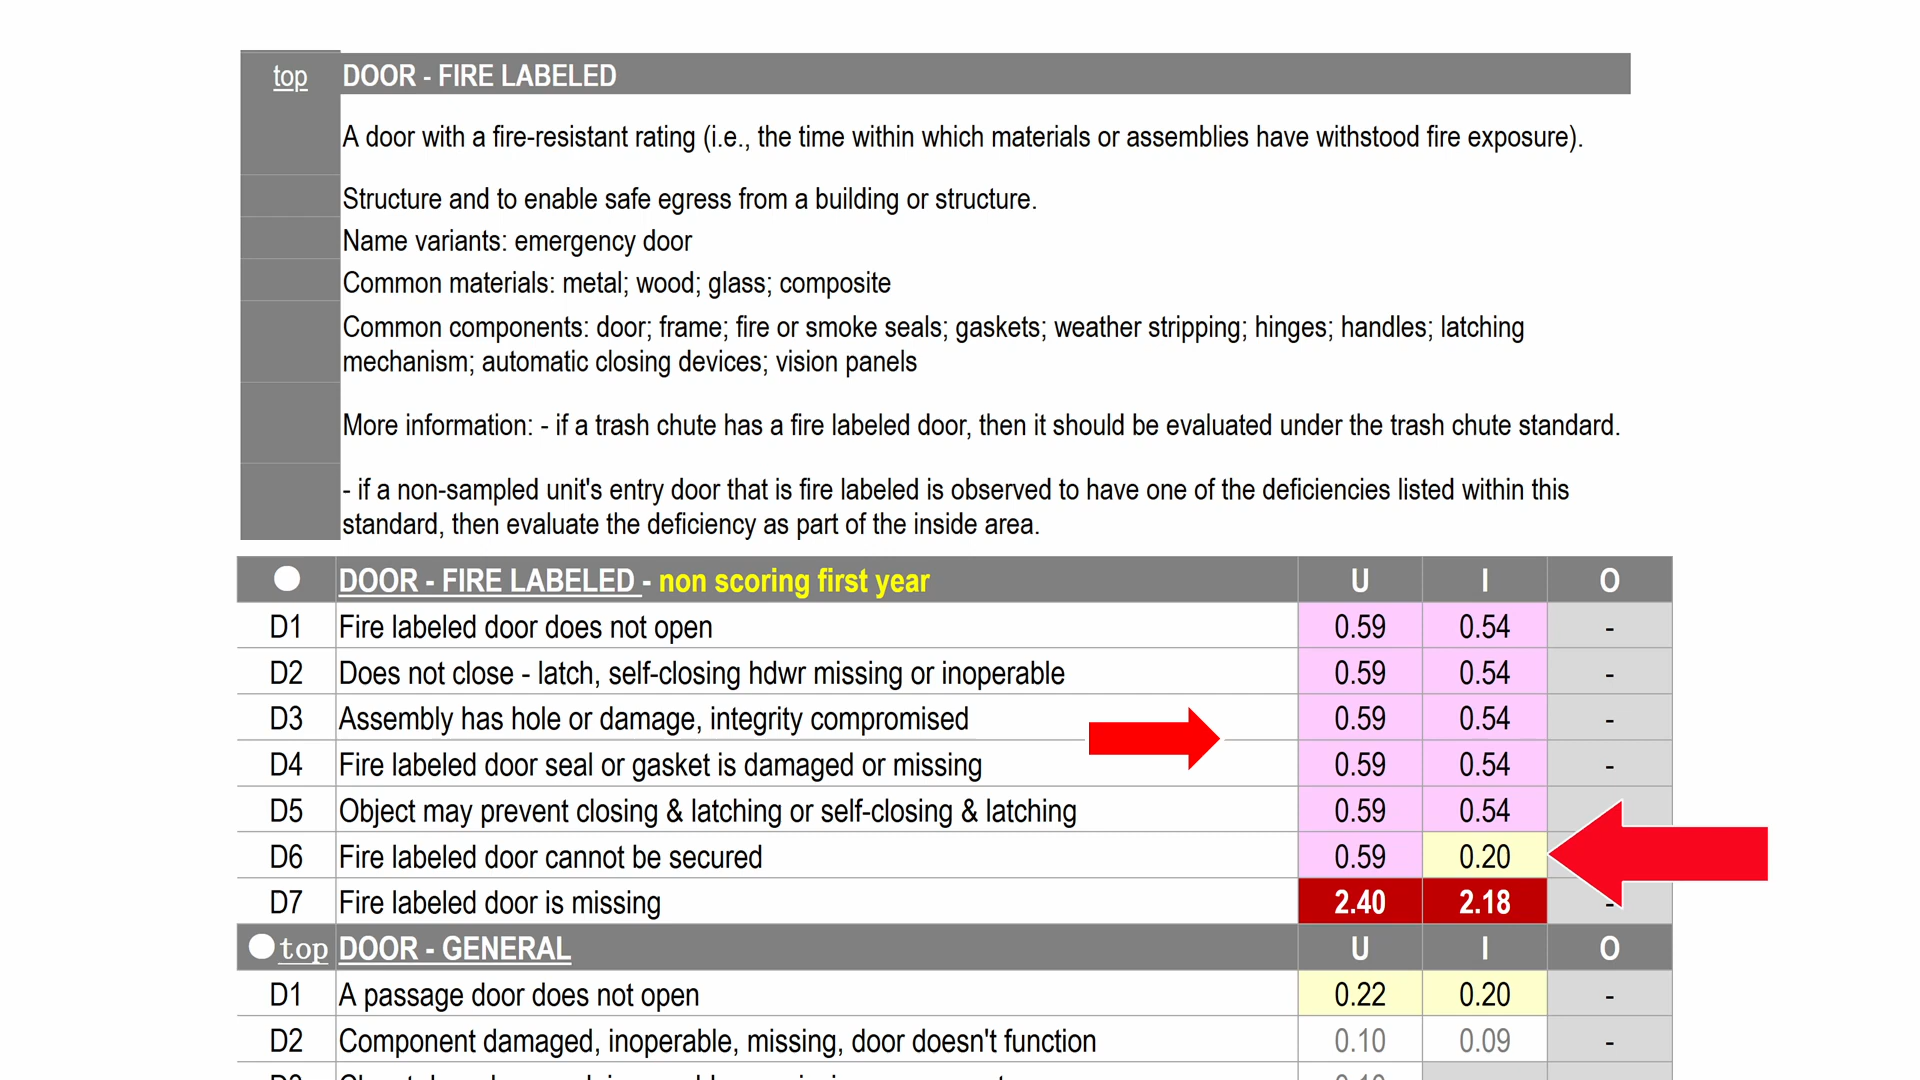 top DOOR - FIRE LABELED
A door with a fire-resistant rating (i.e., the time within which materials or assemblies have withstood fire exposure).
Structure and to enable safe egress from a building or structure.
Name variants: emergency door
Common materials: metal; wood; glass; composite
Common components: door; frame; fire or smoke seals; gaskets; weather stripping; hinges; handles; latching
mechanism; automatic closing devices; vision panels
More information: - if a trash chute has a fire labeled door, then it should be evaluated under the trash chute standard.
- if a non-sampled unit's entry door that is fire labeled is observed to have one of the deficiencies listed within this
standard, then evaluate the deficiency as part of the inside area.
DOOR - FIRE LABELED - non scoring first year U I O
D1 Fire labeled door does not open 0.59 0.54 -
D2 Does not close - latch, self-closing hdwr missing or inoperable 0.59 0.54 -
D3 Assembly has hole or damage, integrity compromised 0.59 0.54 -
D4 Fire labeled door seal or gasket is damaged or missing 0.59 0.54 -
D5 Object may prevent closing & latching or self-closing & latching 0.59 0.54
D6 Fire labeled door cannot be secured 0.59 0.20
D7 Fire labeled door is missing 2.40 2.18 -
top DOOR - GENERAL U I O
D1 A passage door does not open 0.22 0.20 -
D2 Component damaged, inoperable, missing, door doesn't function 0.10 0.09 -